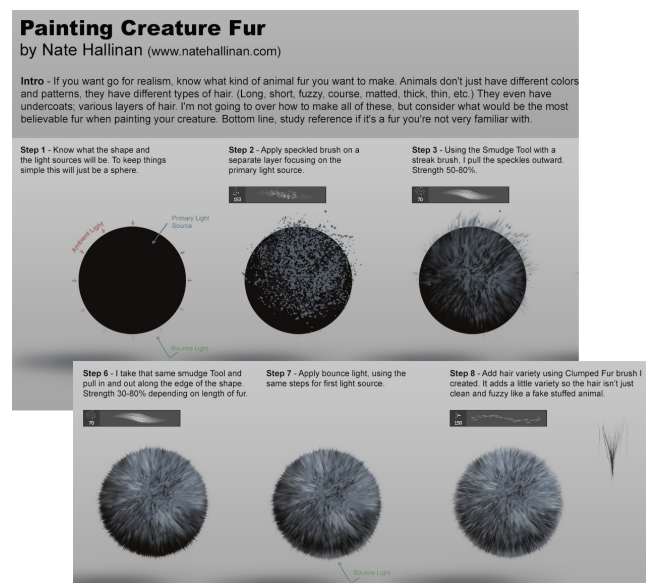 Painting Creature Fur
by Nate Hallinan (www.natehallinan.com)
Intro - If you want go for realism, know what kind of animal fur you want to make. Animals don't just have different colors
and patterns, they have different types of hair. (Long, short, fuzzy, course, matted, thick, thin, etc.) They even have
undercoats; various layers of hair. I'm not going to over how to make all of these, but consider what would be the most
believable fur when painting your creature. Bottom line, study reference if it's a fur you're not very familiar with.
Step 1 - Know what the shape and
the light sources will be. To keep things
simple this will just be a sphere.
Ambient Light
Primary Light
Source
Bounce Light
Step 2 - Apply speckled brush on a
separate layer focusing on the
primary light source.
153
Step 3 - Using the Smudge Tool with a
streak brush, I pull the speckles outward.
Strength 50-80%.
70
Step 6 - I take that same smudge Tool and
pull in and out along the edge of the shape.
Strength 30-80% depending on length of fur.
70
Step 7 - Apply bounce light, using the
same steps for first light source.
Bounce Light
Step 8 - Add hair variety using Clumped Fur brush I
created. It adds a little variety so the hair isn't just
clean and fuzzy like a fake stuffed animal.
150